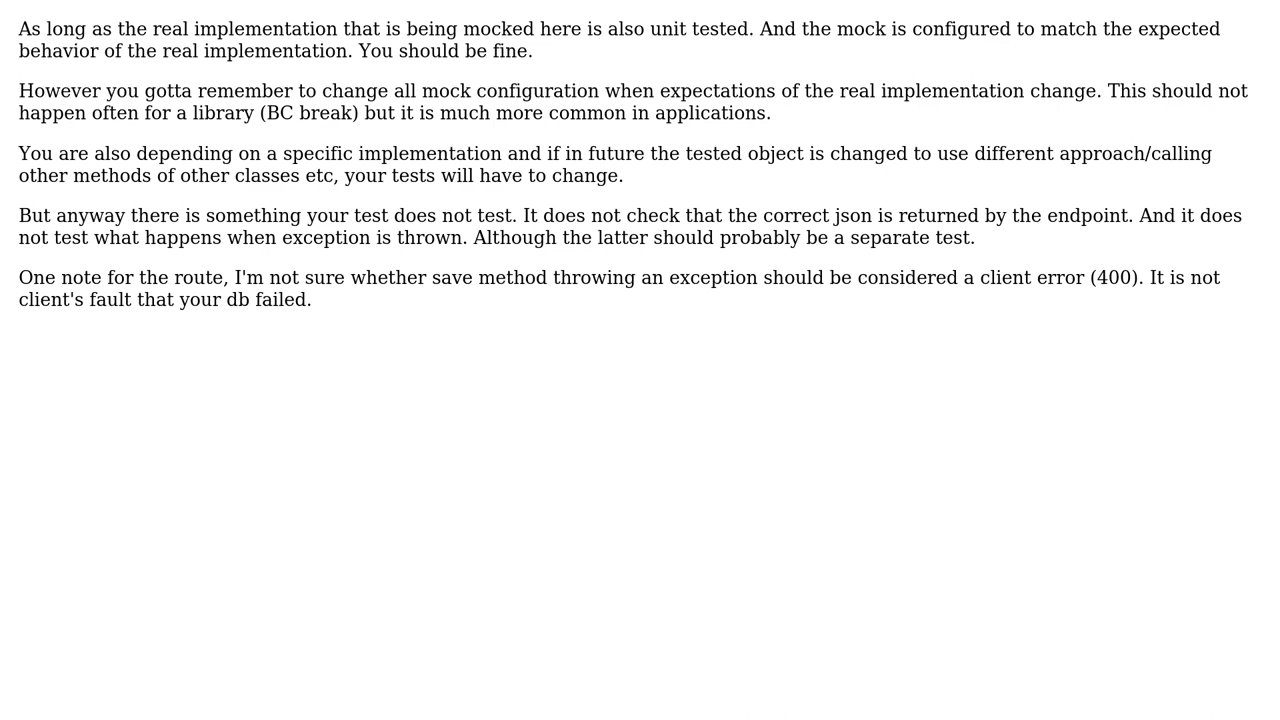 As long as the real implementation that is being mocked here is also unit tested. And the mock is configured to match the expected
behavior of the real implementation. You should be fine.
However you gotta remember to change all mock configuration when expectations of the real implementation change. This should not
happen often for a library (BC break) but it is much more common in applications.
You are also depending on a specific implementation and if in future the tested object is changed to use different approach/calling
other methods of other classes etc, your tests will have to change.
But anyway there is something your test does not test. It does not check that the correct json is returned by the endpoint. And it does
not test what happens when exception is thrown. Although the latter should probably be a separate test.
One note for the route, I'm not sure whether save method throwing an exception should be considered a client error (400). It is not
client's fault that your db failed.